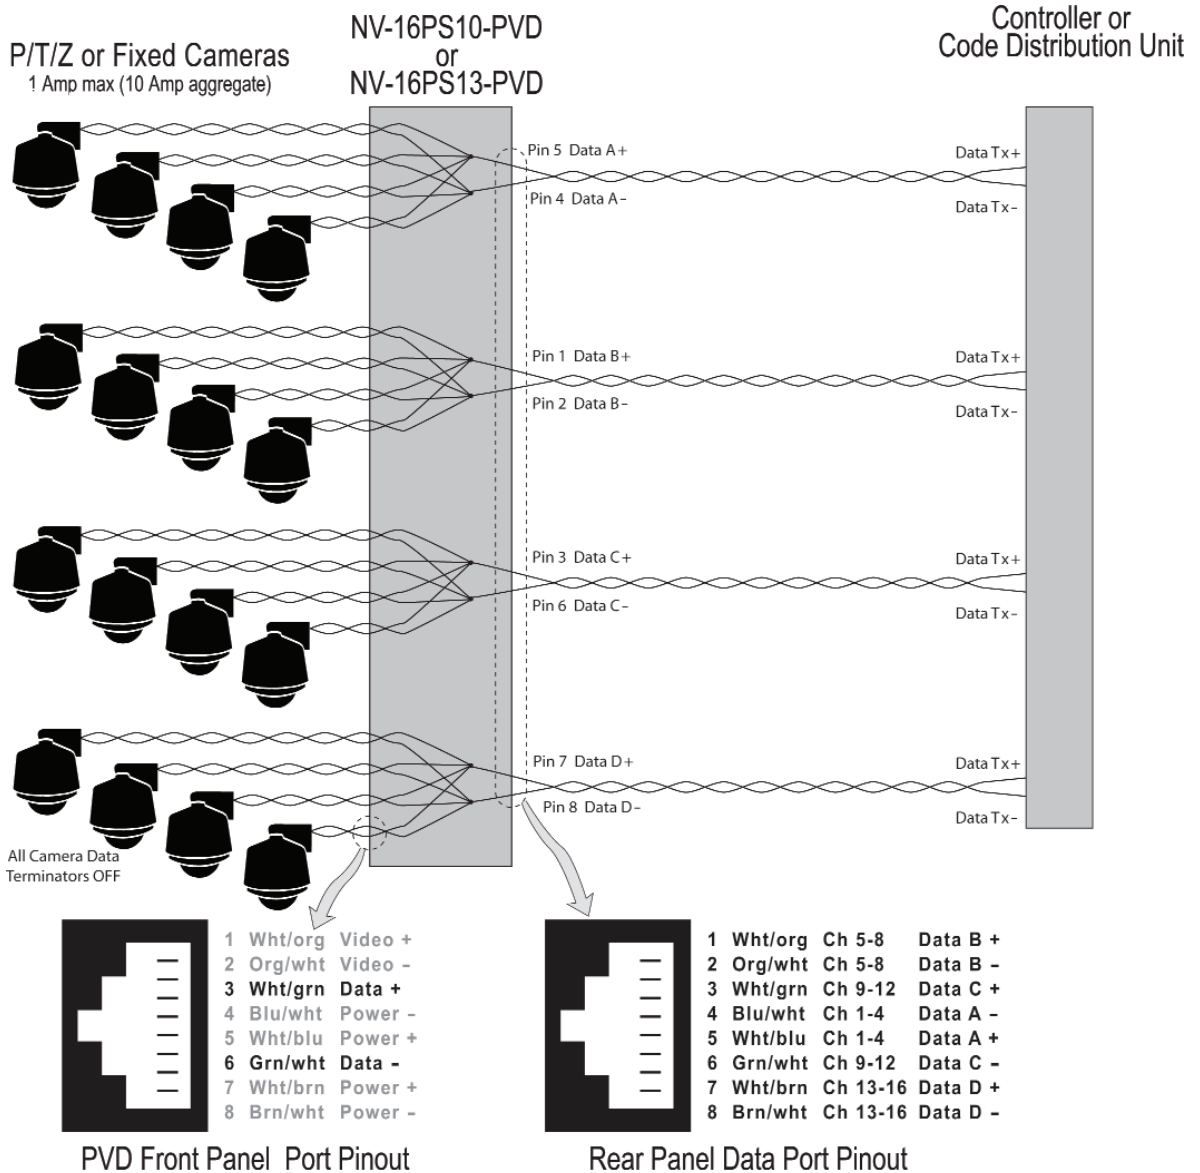 P/T/Z or Fixed Cameras
1 Amp max (10 Amp aggregate)
NV-16PS10-PVD
or
NV-16PS13-PVD
Controller or
Code Distribution Unit
Pin 5 Data A+
Data Tx+
Pin 4 Data A-
Data Tx-
Pin 1 Data B+
Data Tx+
Pin 2 Data B-
Data Tx-
Pin 3 Data C+
Data Tx+
Pin 6 Data C-
Data Tx-
Pin 7 Data D+
Data Tx+
Pin 8 Data D-
Data Tx-
All Camera Data
Terminators OFF
1 Wht/org Video +
2 Org/wht Video -
3 Wht/grn Data +
4 Blu/wht Power -
5 Wht/blu Power +
6 Grn/wht Data -
7 Wht/brn Power +
8 Brn/wht Power -
PVD Front Panel Port Pinout
1 Wht/org Ch 5-8 Data B +
2 Org/wht Ch 5-8 Data B -
3 Wht/grn Ch 9-12 Data C +
4 Blu/wht Ch 1-4 Data A -
5 Wht/blu Ch 1-4 Data A +
6 Grn/wht Ch 9-12 Data C -
7 Wht/brn Ch 13-16 Data D +
8 Brn/wht Ch 13-16 Data D -
Rear Panel Data Port Pinout